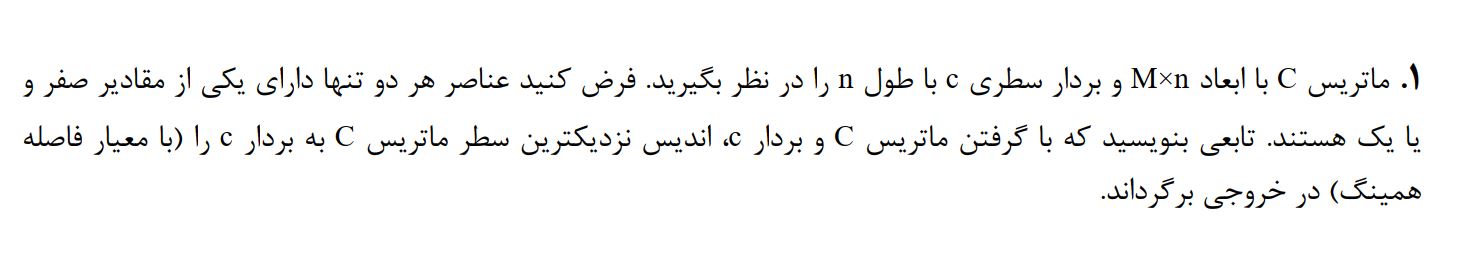 ۱. ماتریس C با ابعاد M×n و بردار سطری c با طول n را در نظر بگیرید. فرض کنید عناصر هر دو تنها دارای یکی از مقادیر صفر و
یا یک هستند. تابعی بنویسید که با گرفتن ماتریس C و بردار c، اندیس نزدیکترین سطر ماتریس C به بردار c را (با معیار فاصله
همینگ) در خروجی برگرداند.